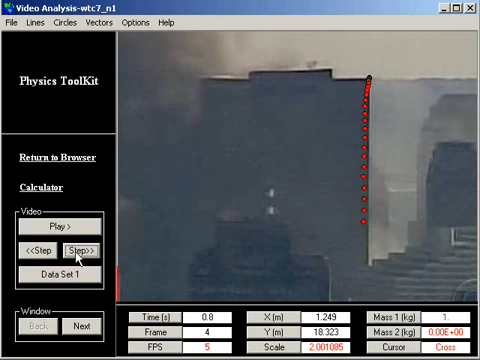 Video Analysis-wtc7_n1
File Lines Circles Vectors Options Help
Physics ToolKit
Return to Browser
Calculator
Video
Play >
<<Step Step>>
Data Set 1
Window
Back Next
Time (s) 0.8 X (m) 1.249 Mass 1 (kg) 1.
Frame 4 Y (m) 18.323 Mass 2 (kg) 0.00E+00
FPS 5 Scale 2.001085 Cursor Cross